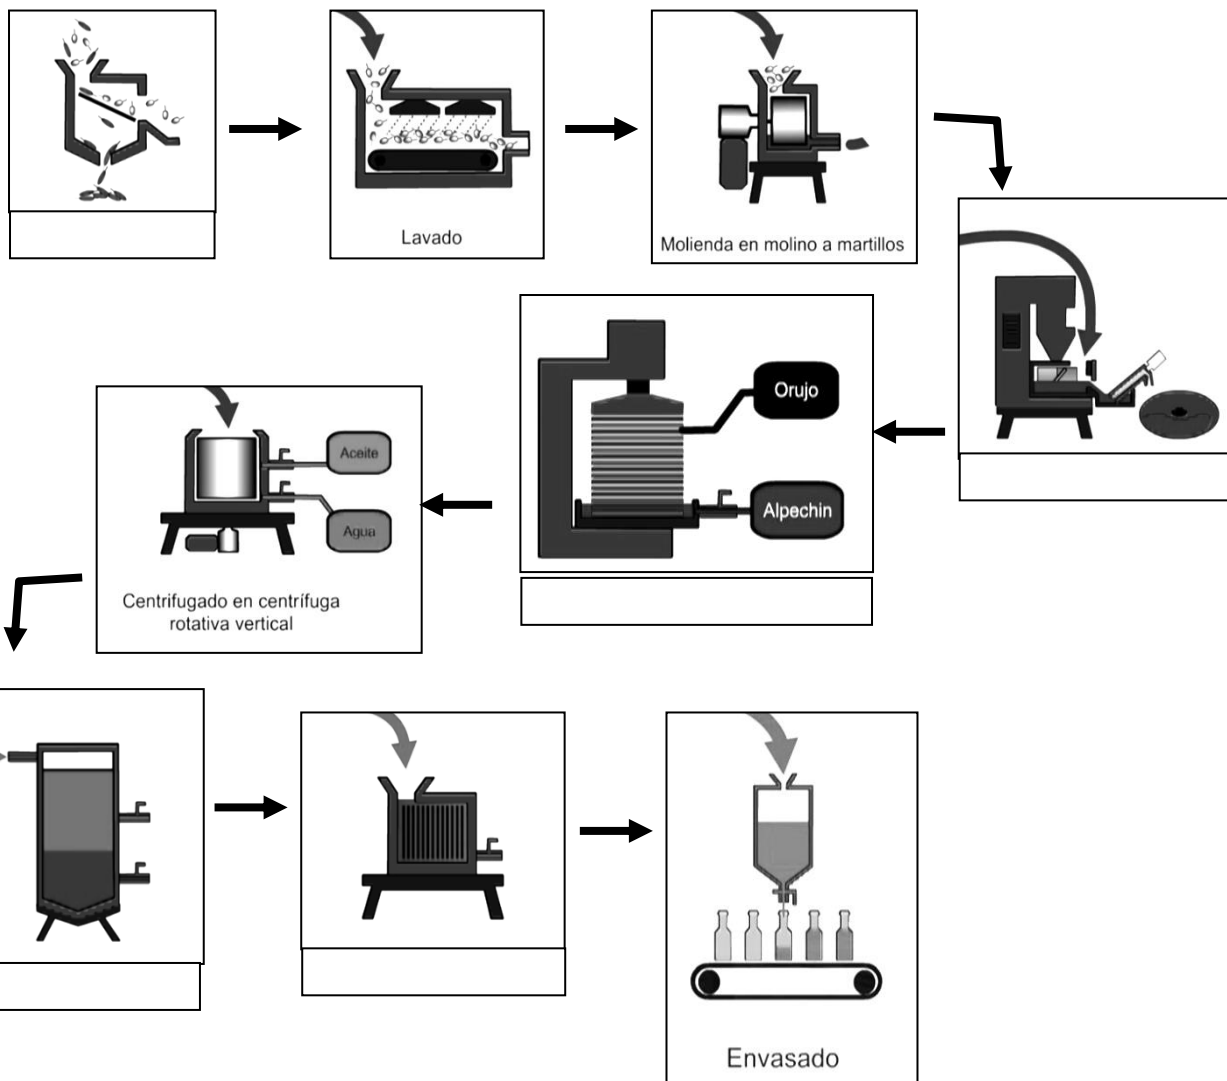 Lavado
Molienda en molino a martillos
Orujo
Alpechin
Aceite
Agua
Centrifugado en centrífuga
rotativa vertical
Envasado